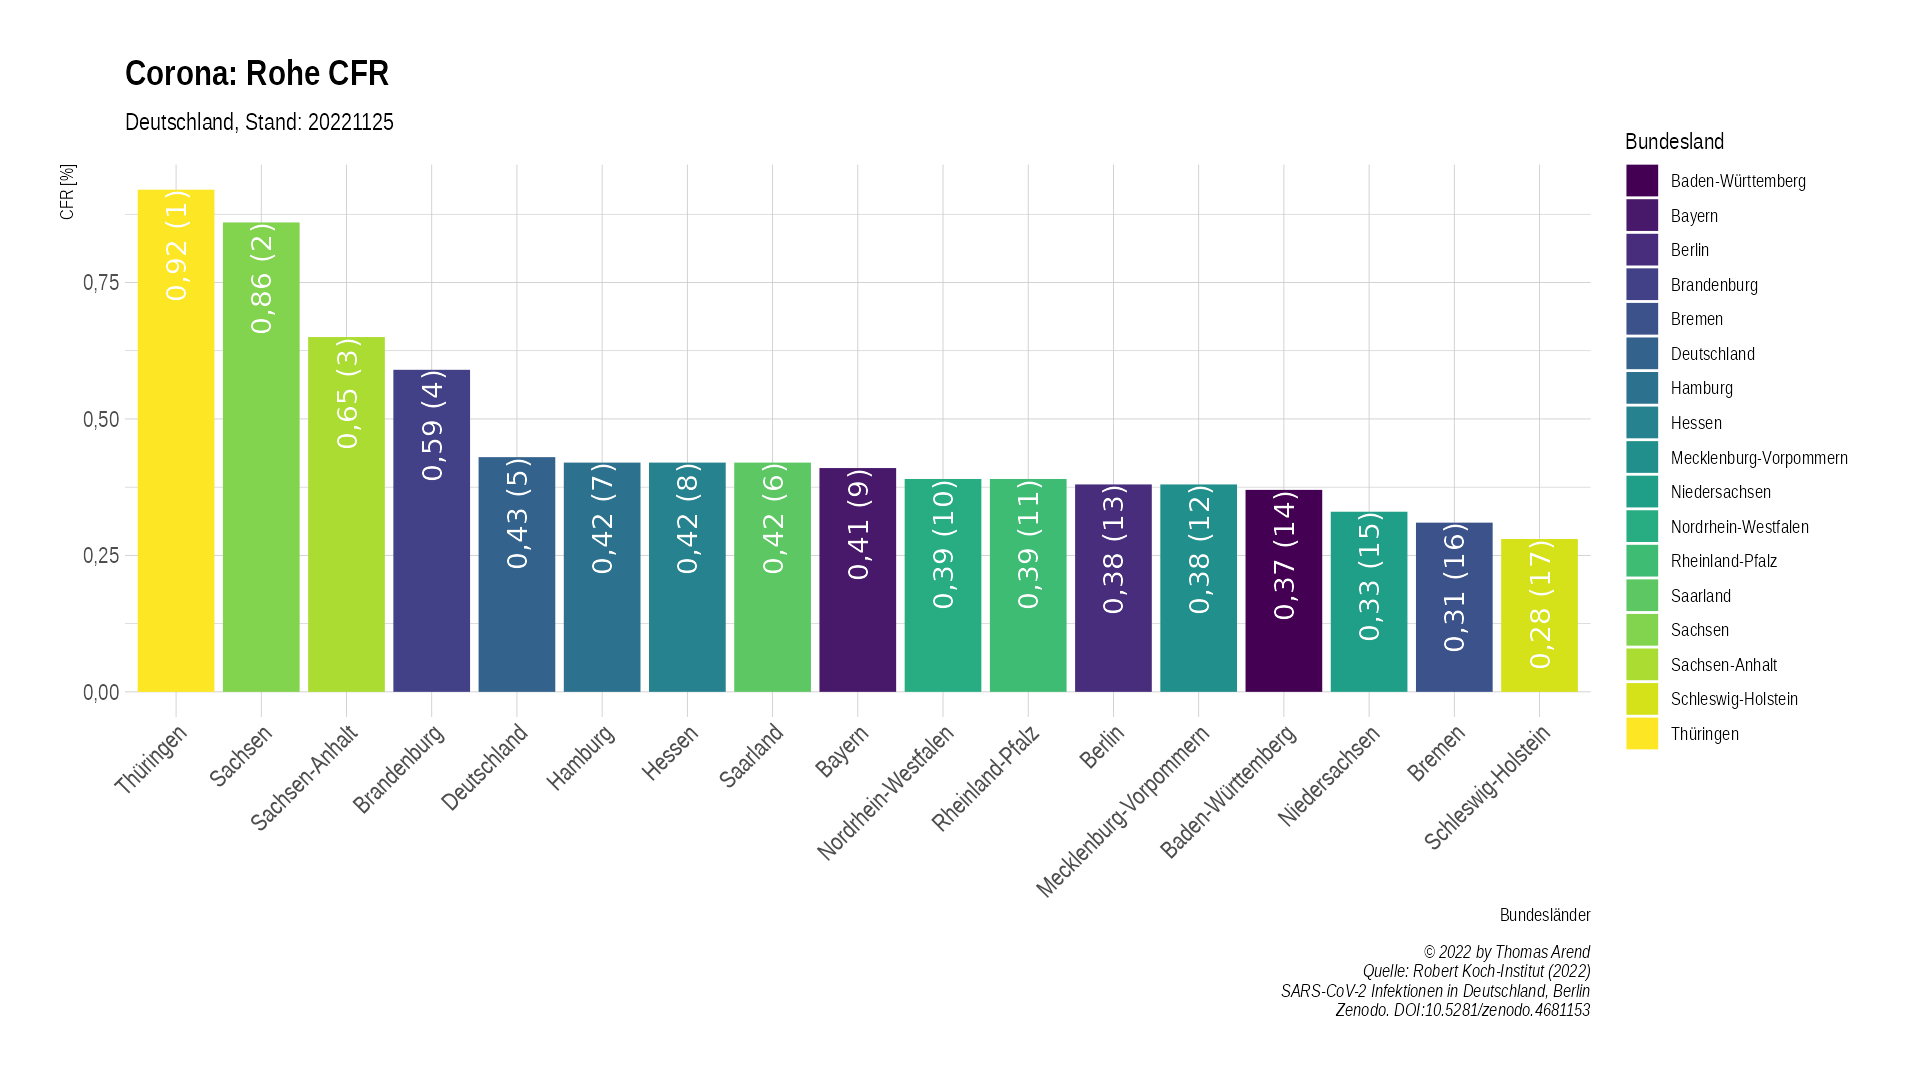 Corona: Rohe CFR
Deutschland, Stand: 20221125
CFR [%]
0,75
0,50
0,25
0,00
0,92 (1)
0,86 (2)
0,65 (3)
0,59 (4)
0,43 (5)
0,42 (7)
0,42 (8)
0,42 (6)
0,41 (9)
0,39 (10)
0,39 (11)
0,38 (13)
0,38 (12)
0,37 (14)
0,33 (15)
0,31 (16)
0,28 (17)
Thüringen
Sachsen
Sachsen-Anhalt
Brandenburg
Deutschland
Hamburg
Hessen
Saarland
Bayern
Nordrhein-Westfalen
Rheinland-Pfalz
Berlin
Mecklenburg-Vorpommern
Baden-Württemberg
Niedersachsen
Bremen
Schleswig-Holstein
Bundesland
Baden-Württemberg
Bayern
Berlin
Brandenburg
Bremen
Deutschland
Hamburg
Hessen
Mecklenburg-Vorpommern
Niedersachsen
Nordrhein-Westfalen
Rheinland-Pfalz
Saarland
Sachsen
Sachsen-Anhalt
Schleswig-Holstein
Thüringen
Bundesländer
© 2022 by Thomas Arend
Quelle: Robert Koch-Institut (2022)
SARS-CoV-2 Infektionen in Deutschland, Berlin
Zenodo. DOI:10.5281/zenodo.4681153